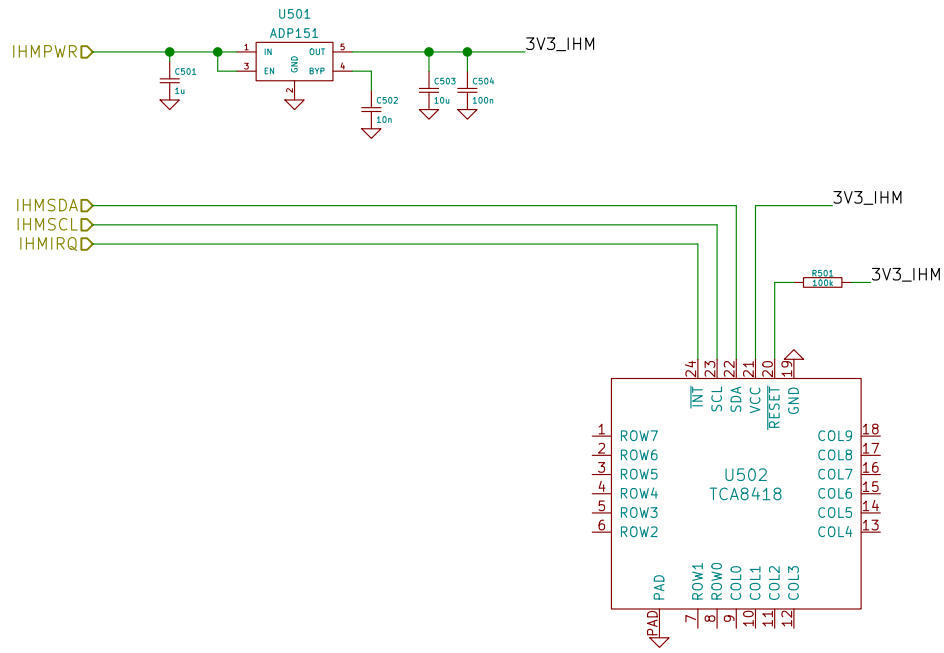 U501
ADP151
IHMPWR
1 IN OUT 5
3 EN GND BYP 4
2
3V3_IHM
C501
1u
C502
10n
C503
10u
C504
100n
IHMSDA
IHMSCL
IHMIRQ
3V3_IHM
R501
100k
3V3_IHM
24 23 22 21 20 19
INT SCL SDA VCC RESET GND
1 ROW7 COL9 18
2 ROW6 COL8 17
3 ROW5 COL7 16
4 ROW4 COL6 15
5 ROW3 COL5 14
6 ROW2 COL4 13
U502
TCA8418
PAD ROW1 ROW0 COL0 COL1 COL2 COL3
PAD 7 8 9 10 11 12